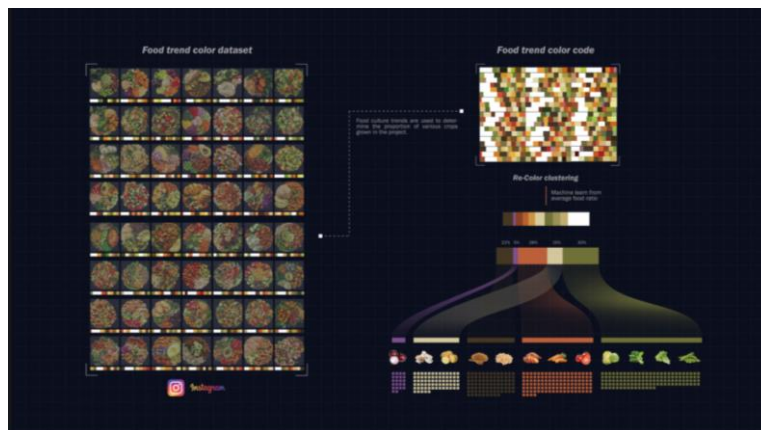 Food trend color dataset
Food trend color code
Food culture trends are used to deter-
mine the proportion of various crops
grown in the project.
Re-Color clustering
Machine learn from
average food ratio
Instagram